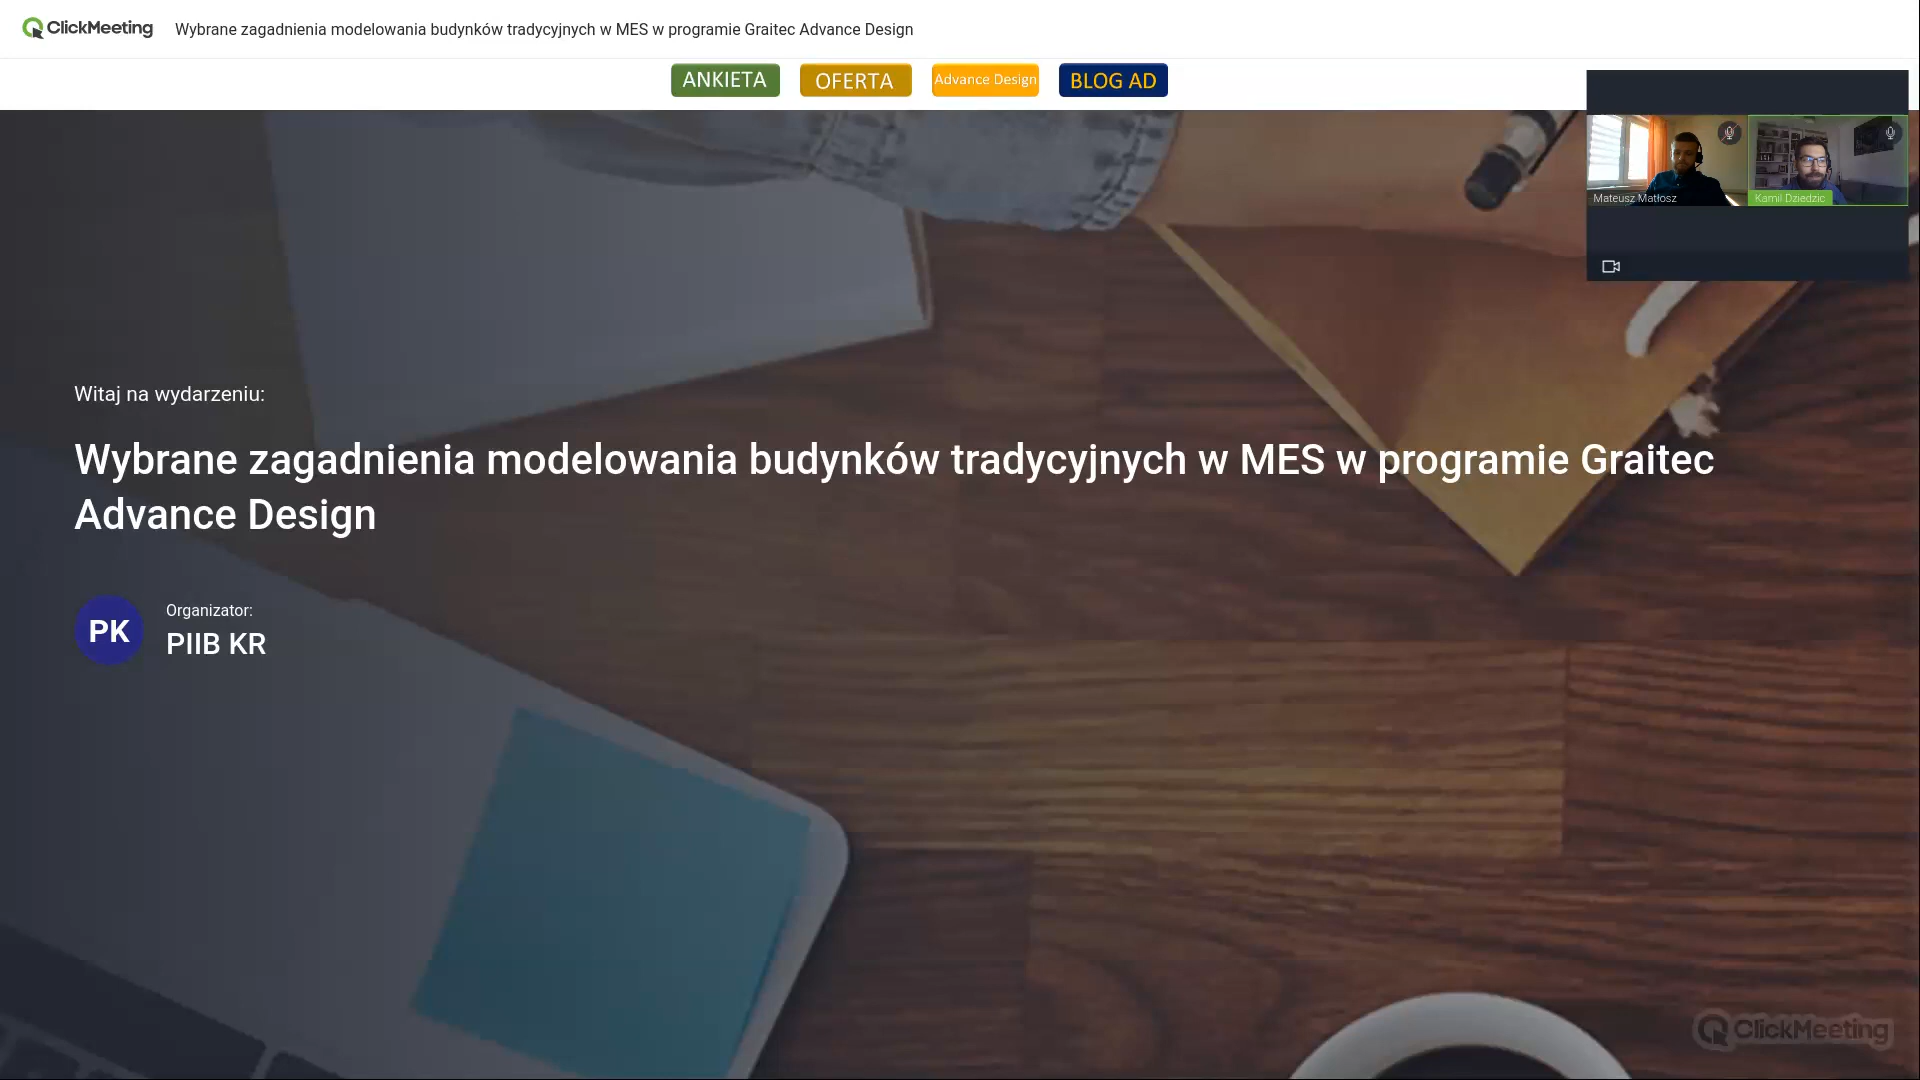 ClickMeeting Wybrane zagadnienia modelowania budynków tradycyjnych w MES w programie Graitec Advance Design
ANKIETA OFERTA Advance Design BLOG AD
Mateusz Matłosz Kamil Dziedzic
Witaj na wydarzeniu:
Wybrane zagadnienia modelowania budynków tradycyjnych w MES w programie Graitec
Advance Design
PK
Organizator:
PIIB KR
ClickMeeting